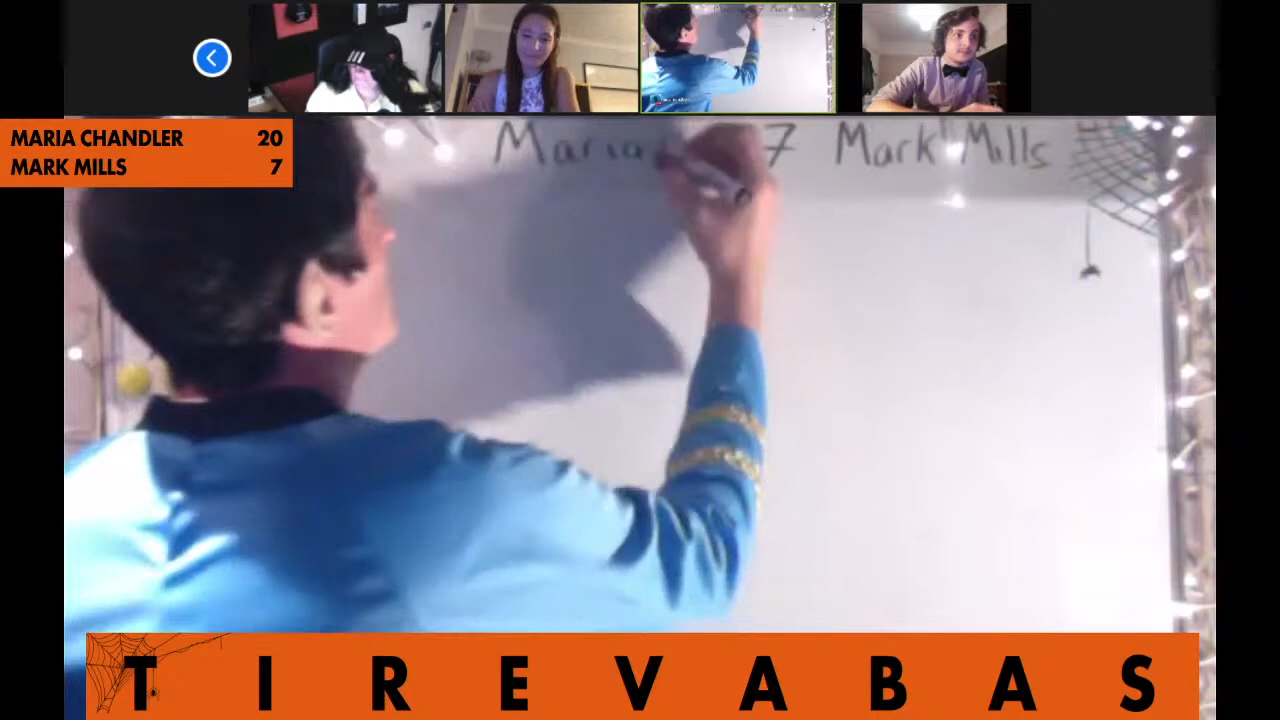 MARIA CHANDLER 20
MARK MILLS 7
Maria 7 Mark Mills
T I R E V A B A S